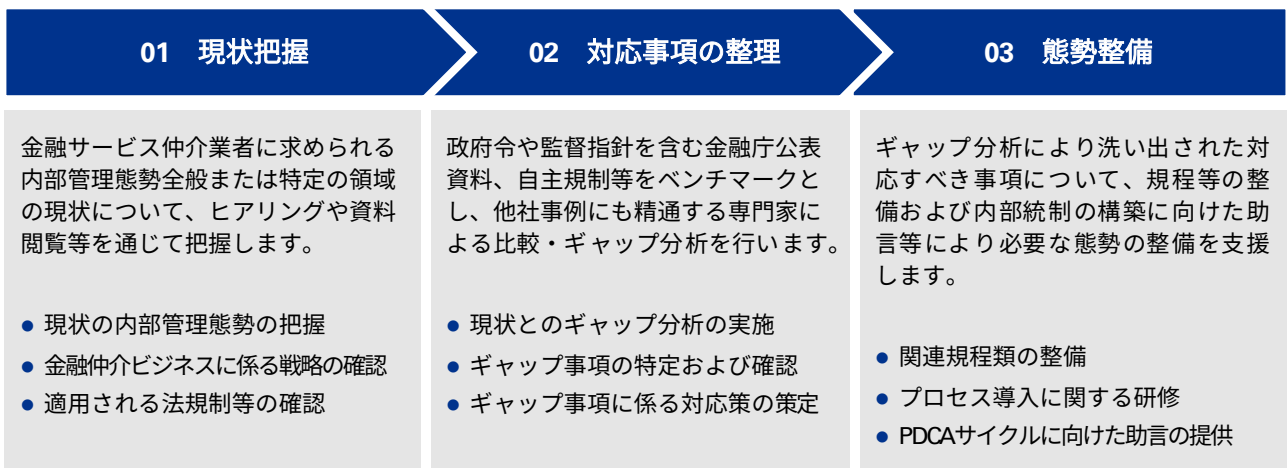 01 現状把握
02 対応事項の整理
03 態勢整備
金融サービス仲介業者に求められる
内部管理態勢全般または特定の領域
の現状について、ヒアリングや資料
閲覧等を通じて把握します。
● 現状の内部管理態勢の把握
● 金融仲介ビジネスに係る戦略の確認
● 適用される法規制等の確認
政府令や監督指針を含む金融庁公表
資料、自主規制等をベンチマークと
し、他社事例にも精通する専門家に
よる比較・ギャップ分析を行います。
● 現状とのギャップ分析の実施
● ギャップ事項の特定および確認
● ギャップ事項に係る対応策の策定
ギャップ分析により洗い出された対
応すべき事項について、規程等の整
備および内部統制の構築に向けた助
言等により必要な態勢の整備を支援
します。
● 関連規程類の整備
● プロセス導入に関する研修
● PDCAサイクルに向けた助言の提供